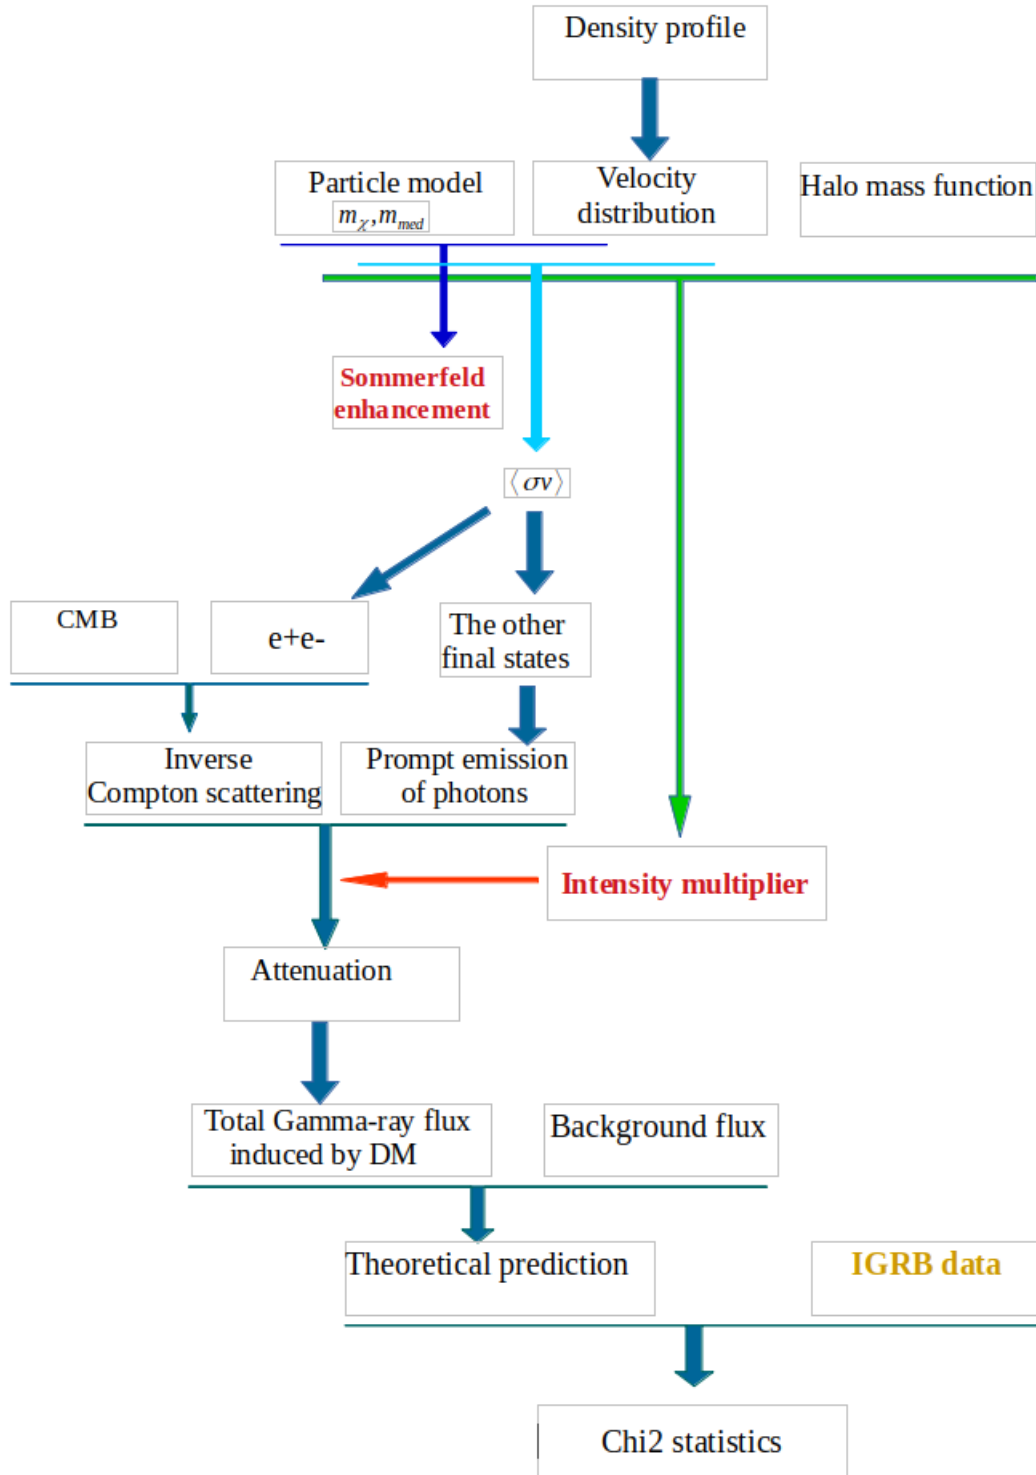 Density profile
Particle model
m_χ, m_med
Velocity
distribution
Halo mass function
Sommerfeld
enhancement
⟨σv⟩
CMB
e+e-
The other
final states
Inverse
Compton scattering
Prompt emission
of photons
Intensity multiplier
Attenuation
Total Gamma-ray flux
induced by DM
Background flux
Theoretical prediction
IGRB data
Chi2 statistics